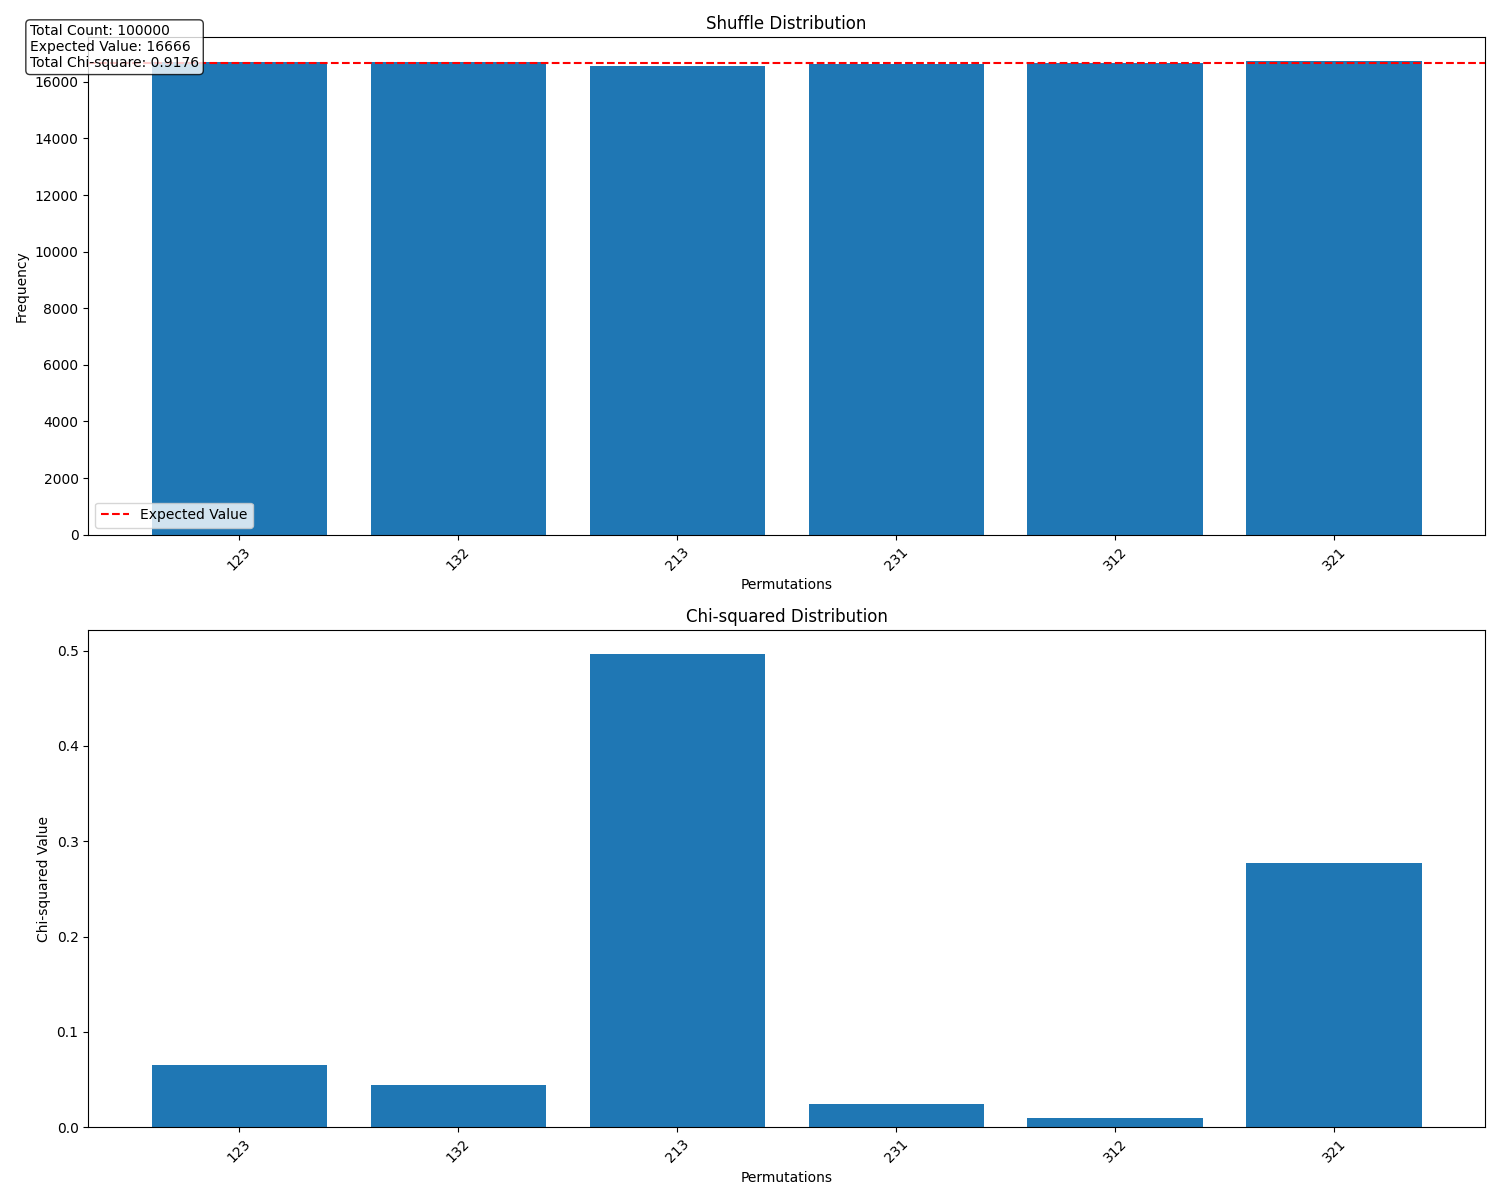 Shuffle Distribution
Total Count: 100000
Expected Value: 16666
Total Chi-square: 0.9176
16000
14000
12000
10000
8000
6000
4000
2000
0
Frequency
Expected Value
123 132 213 231 312 321
Permutations
Chi-squared Distribution
0.5
0.4
0.3
0.2
0.1
0.0
Chi-squared Value
123 132 213 231 312 321
Permutations